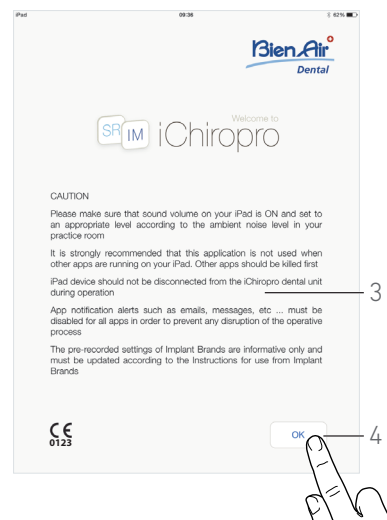 iPad 09:36 62%
Bien Air
Dental
Welcome to
SR IM iChiropro
CAUTION
Please make sure that sound volume on your iPad is ON and set to
an appropriate level according to the ambient noise level in your
practice room
It is strongly recommended that this application is not used when
other apps are running on your iPad. Other apps should be killed first
iPad device should not be disconnected from the iChiropro dental unit
during operation
3
App notification alerts such as emails, messages, etc ... must be
disabled for all apps in order to prevent any disruption of the operative
process
The pre-recorded settings of Implant Brands are informative only and
must be updated according to the Instructions for use from Implant
Brands
CE
0123
OK
4